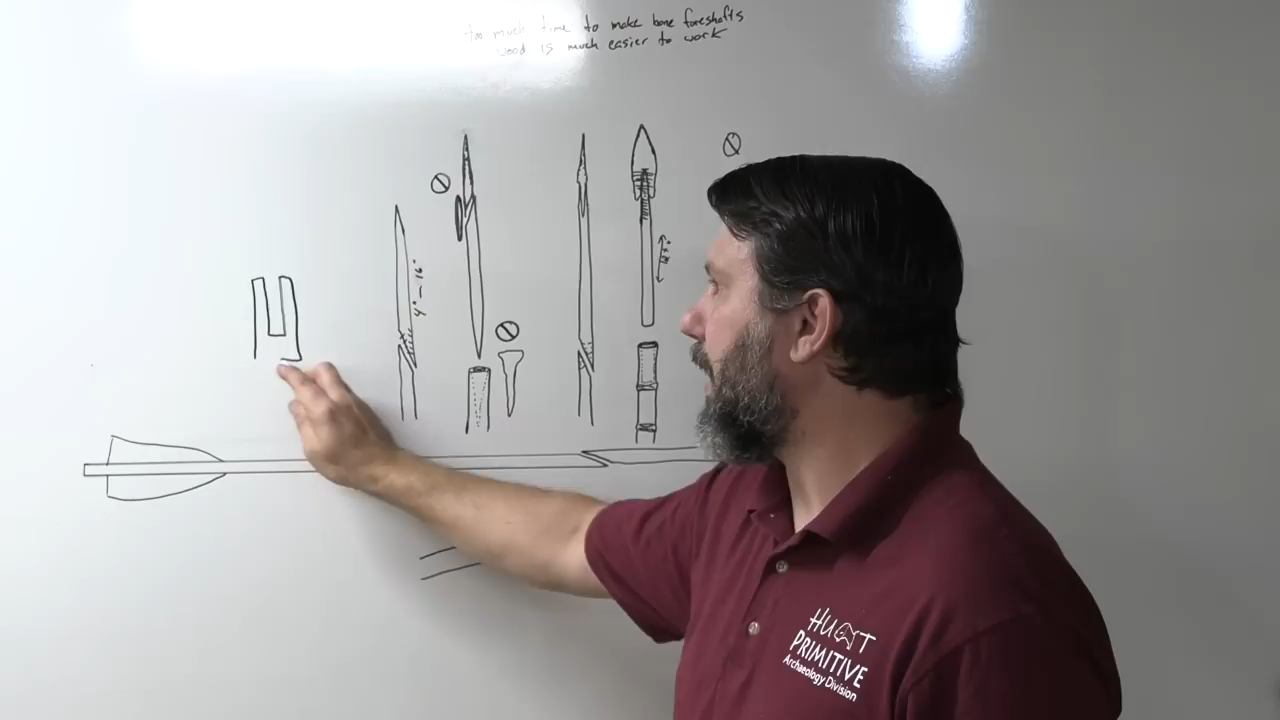 too much time to make bone foreshafts
wood is much easier to work
4" - 16"
HUNT
PRIMITIVE
Archaeology Division